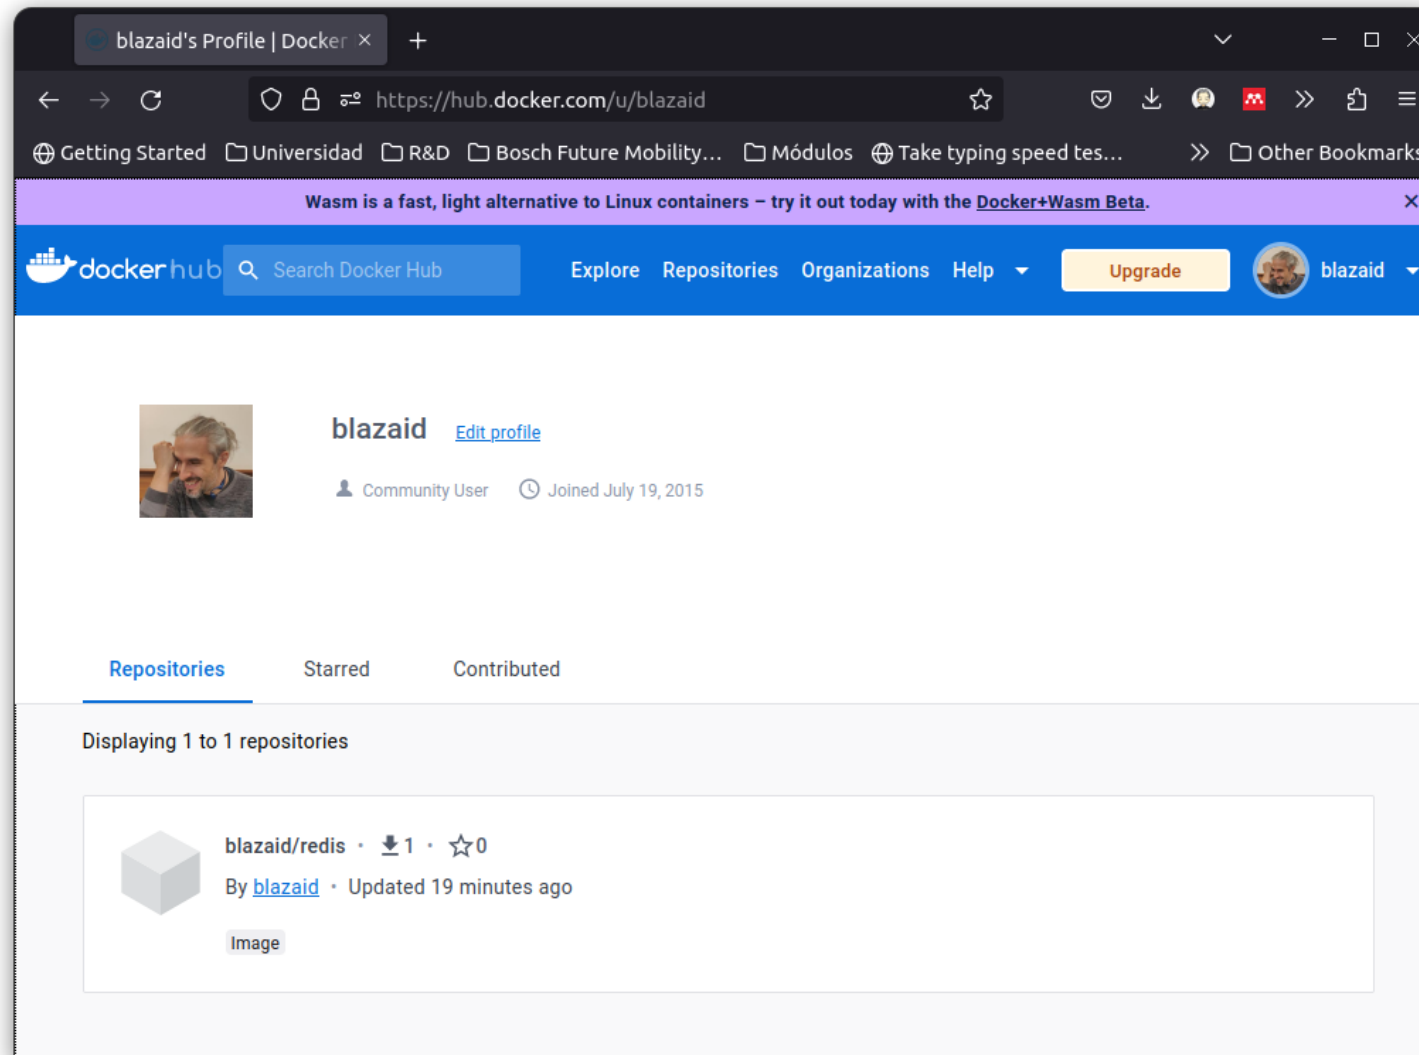 blazaid's Profile | Docker
https://hub.docker.com/u/blazaid
Getting Started Universidad R&D Bosch Future Mobility... Módulos Take typing speed tes... Other Bookmarks
Wasm is a fast, light alternative to Linux containers – try it out today with the Docker+Wasm Beta.
dockerhub Search Docker Hub Explore Repositories Organizations Help Upgrade blazaid
blazaid Edit profile
Community User Joined July 19, 2015
Repositories Starred Contributed
Displaying 1 to 1 repositories
blazaid/redis • 1 • 0
By blazaid • Updated 19 minutes ago
Image